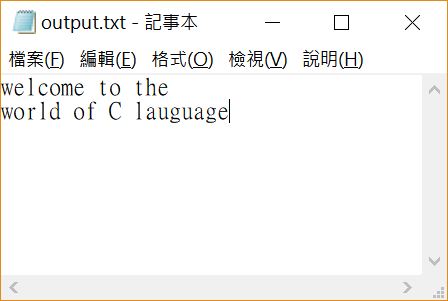 output.txt - 記事本
檔案(F) 編輯(E) 格式(O) 檢視(V) 說明(H)
welcome to the
world of C lauguage